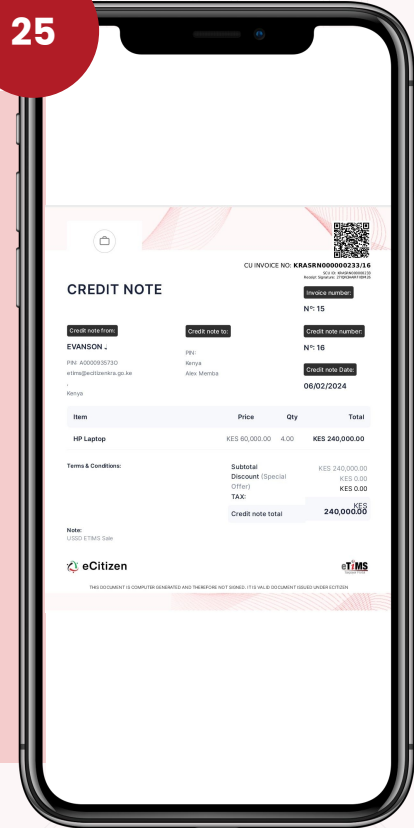 25
CU INVOICE NO: KRASRN000000233/16
SCU ID: KRASRN000000233
CREDIT NOTE
Invoice number:
Nº: 15
Credit note from:
Credit note to:
Credit note number:
EVANSON .
PIN: A000093573O
etims@ecitizenkra.go.ke
,
Kenya
PIN:
Kenya
Alex Memba
Nº: 16
Credit note Date:
06/02/2024
Item Price Qty Total
HP Laptop KES 60,000.00 4.00 KES 240,000.00
Terms & Conditions:
Subtotal KES 240,000.00
Discount (Special Offer) KES 0.00
TAX: KES 0.00
Credit note total KES 240,000.00
Note:
USSD ETIMS Sale
eCitizen
eTIMS
THIS DOCUMENT IS COMPUTER GENERATED AND THEREFORE NOT SIGNED. IT IS VALID DOCUMENT ISSUED UNDER ECITIZEN